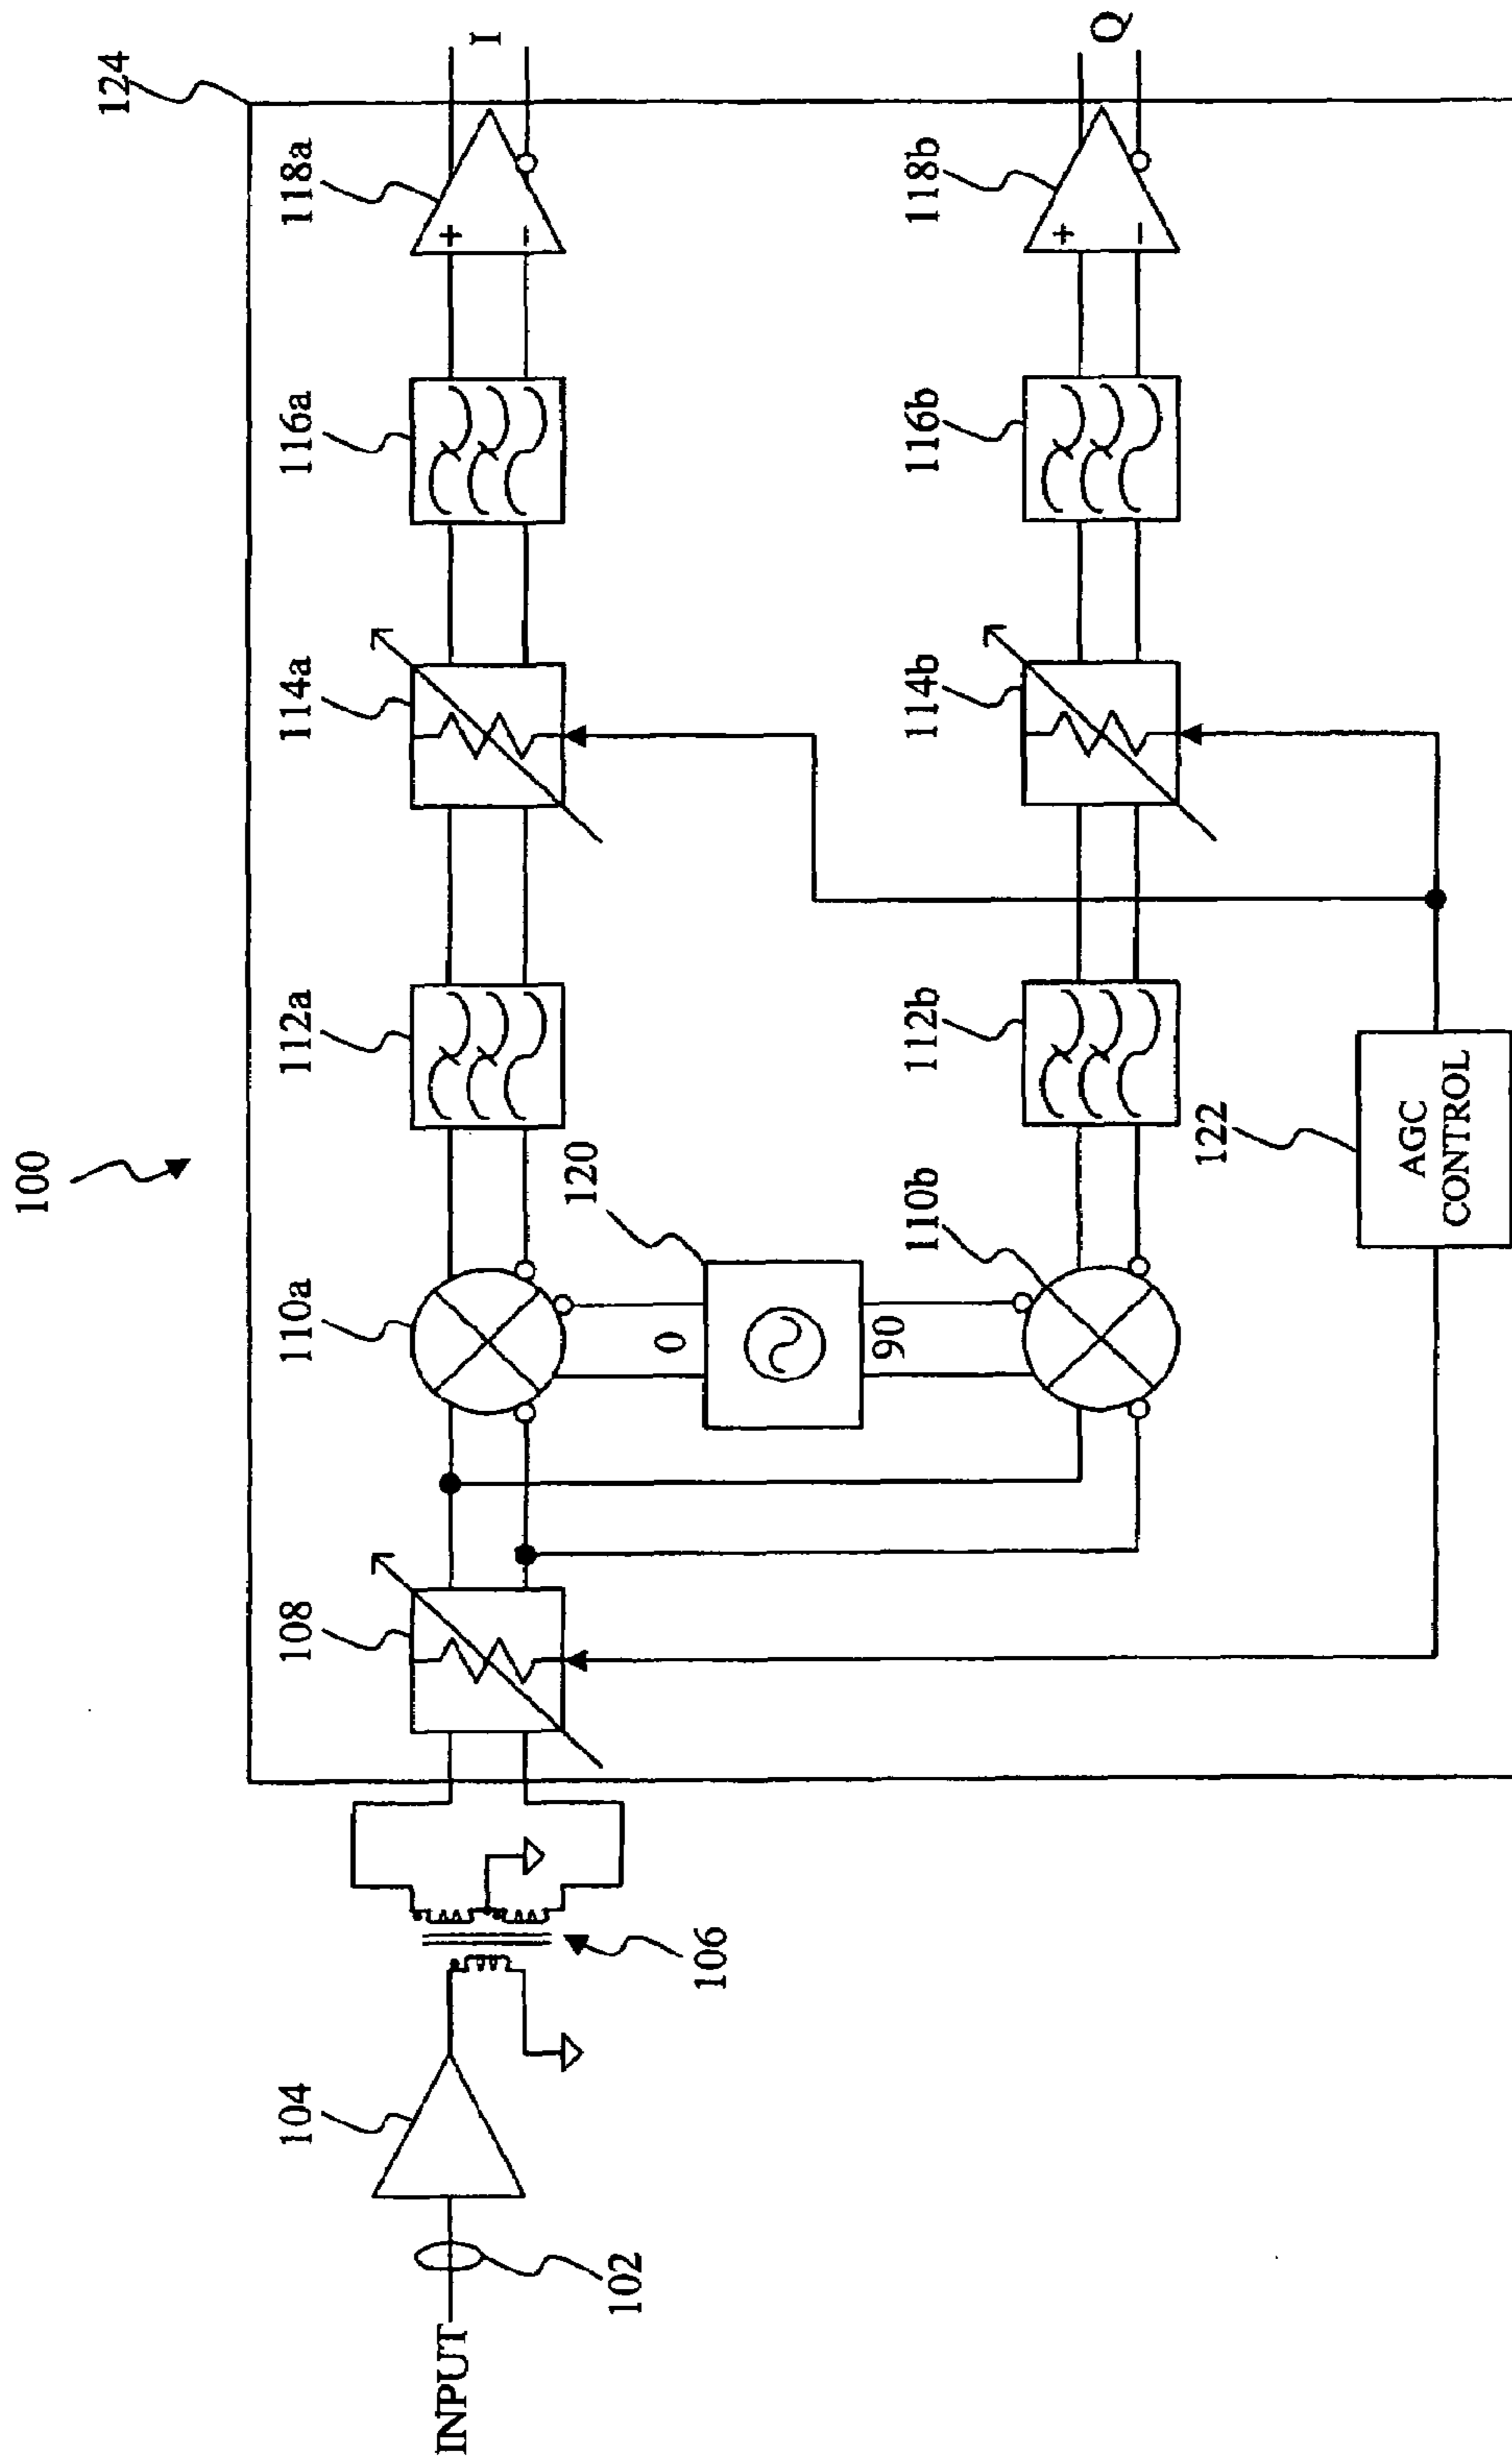 100
124
INPUT
102
104
106
108
110a
112a
114a
116a
118a
+
−
I
0
120
90
110b
112b
114b
116b
118b
+
−
Q
122
AGC
CONTROL